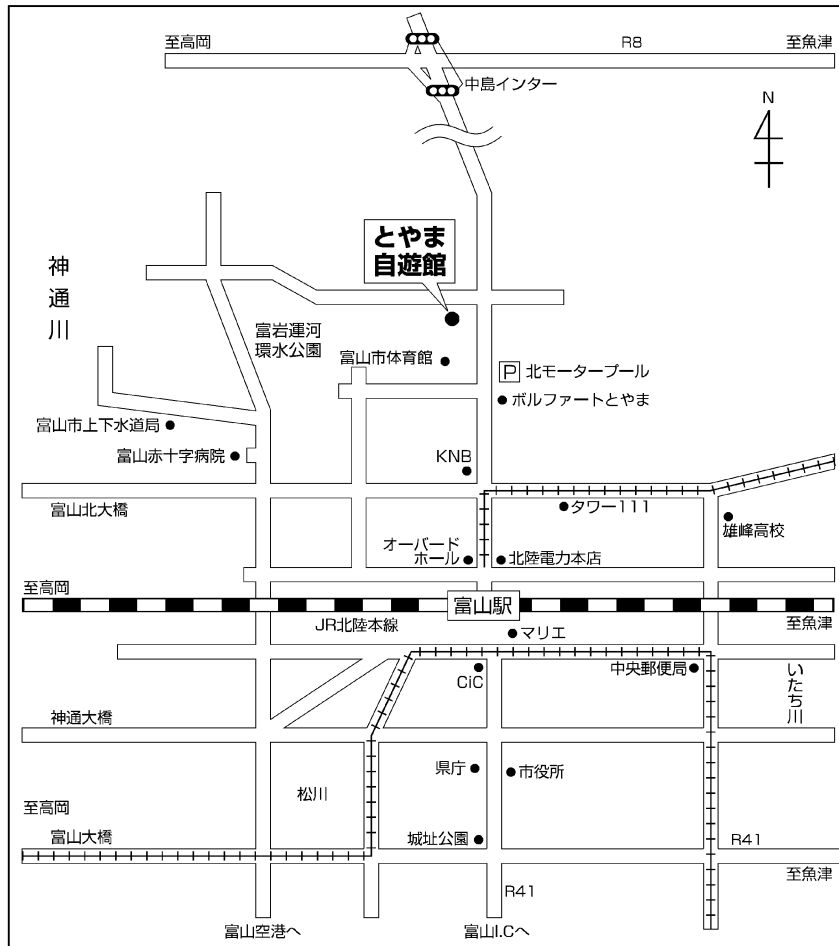 至高岡
R8
至魚津
中島インター
N
とやま
自遊館
神通川
富岩運河
環水公園
富山市体育館
P 北モータープール
ボルファートとやま
富山市上下水道局
富山赤十字病院
KNB
富山北大橋
タワー111
雄峰高校
オーバード
ホール
北陸電力本店
至高岡
富山駅
JR北陸本線
至魚津
マリエ
CiC
中央郵便局
いたち川
神通大橋
県庁
市役所
松川
至高岡
富山大橋
城址公園
R41
至魚津
R41
富山空港へ
富山I.Cへ